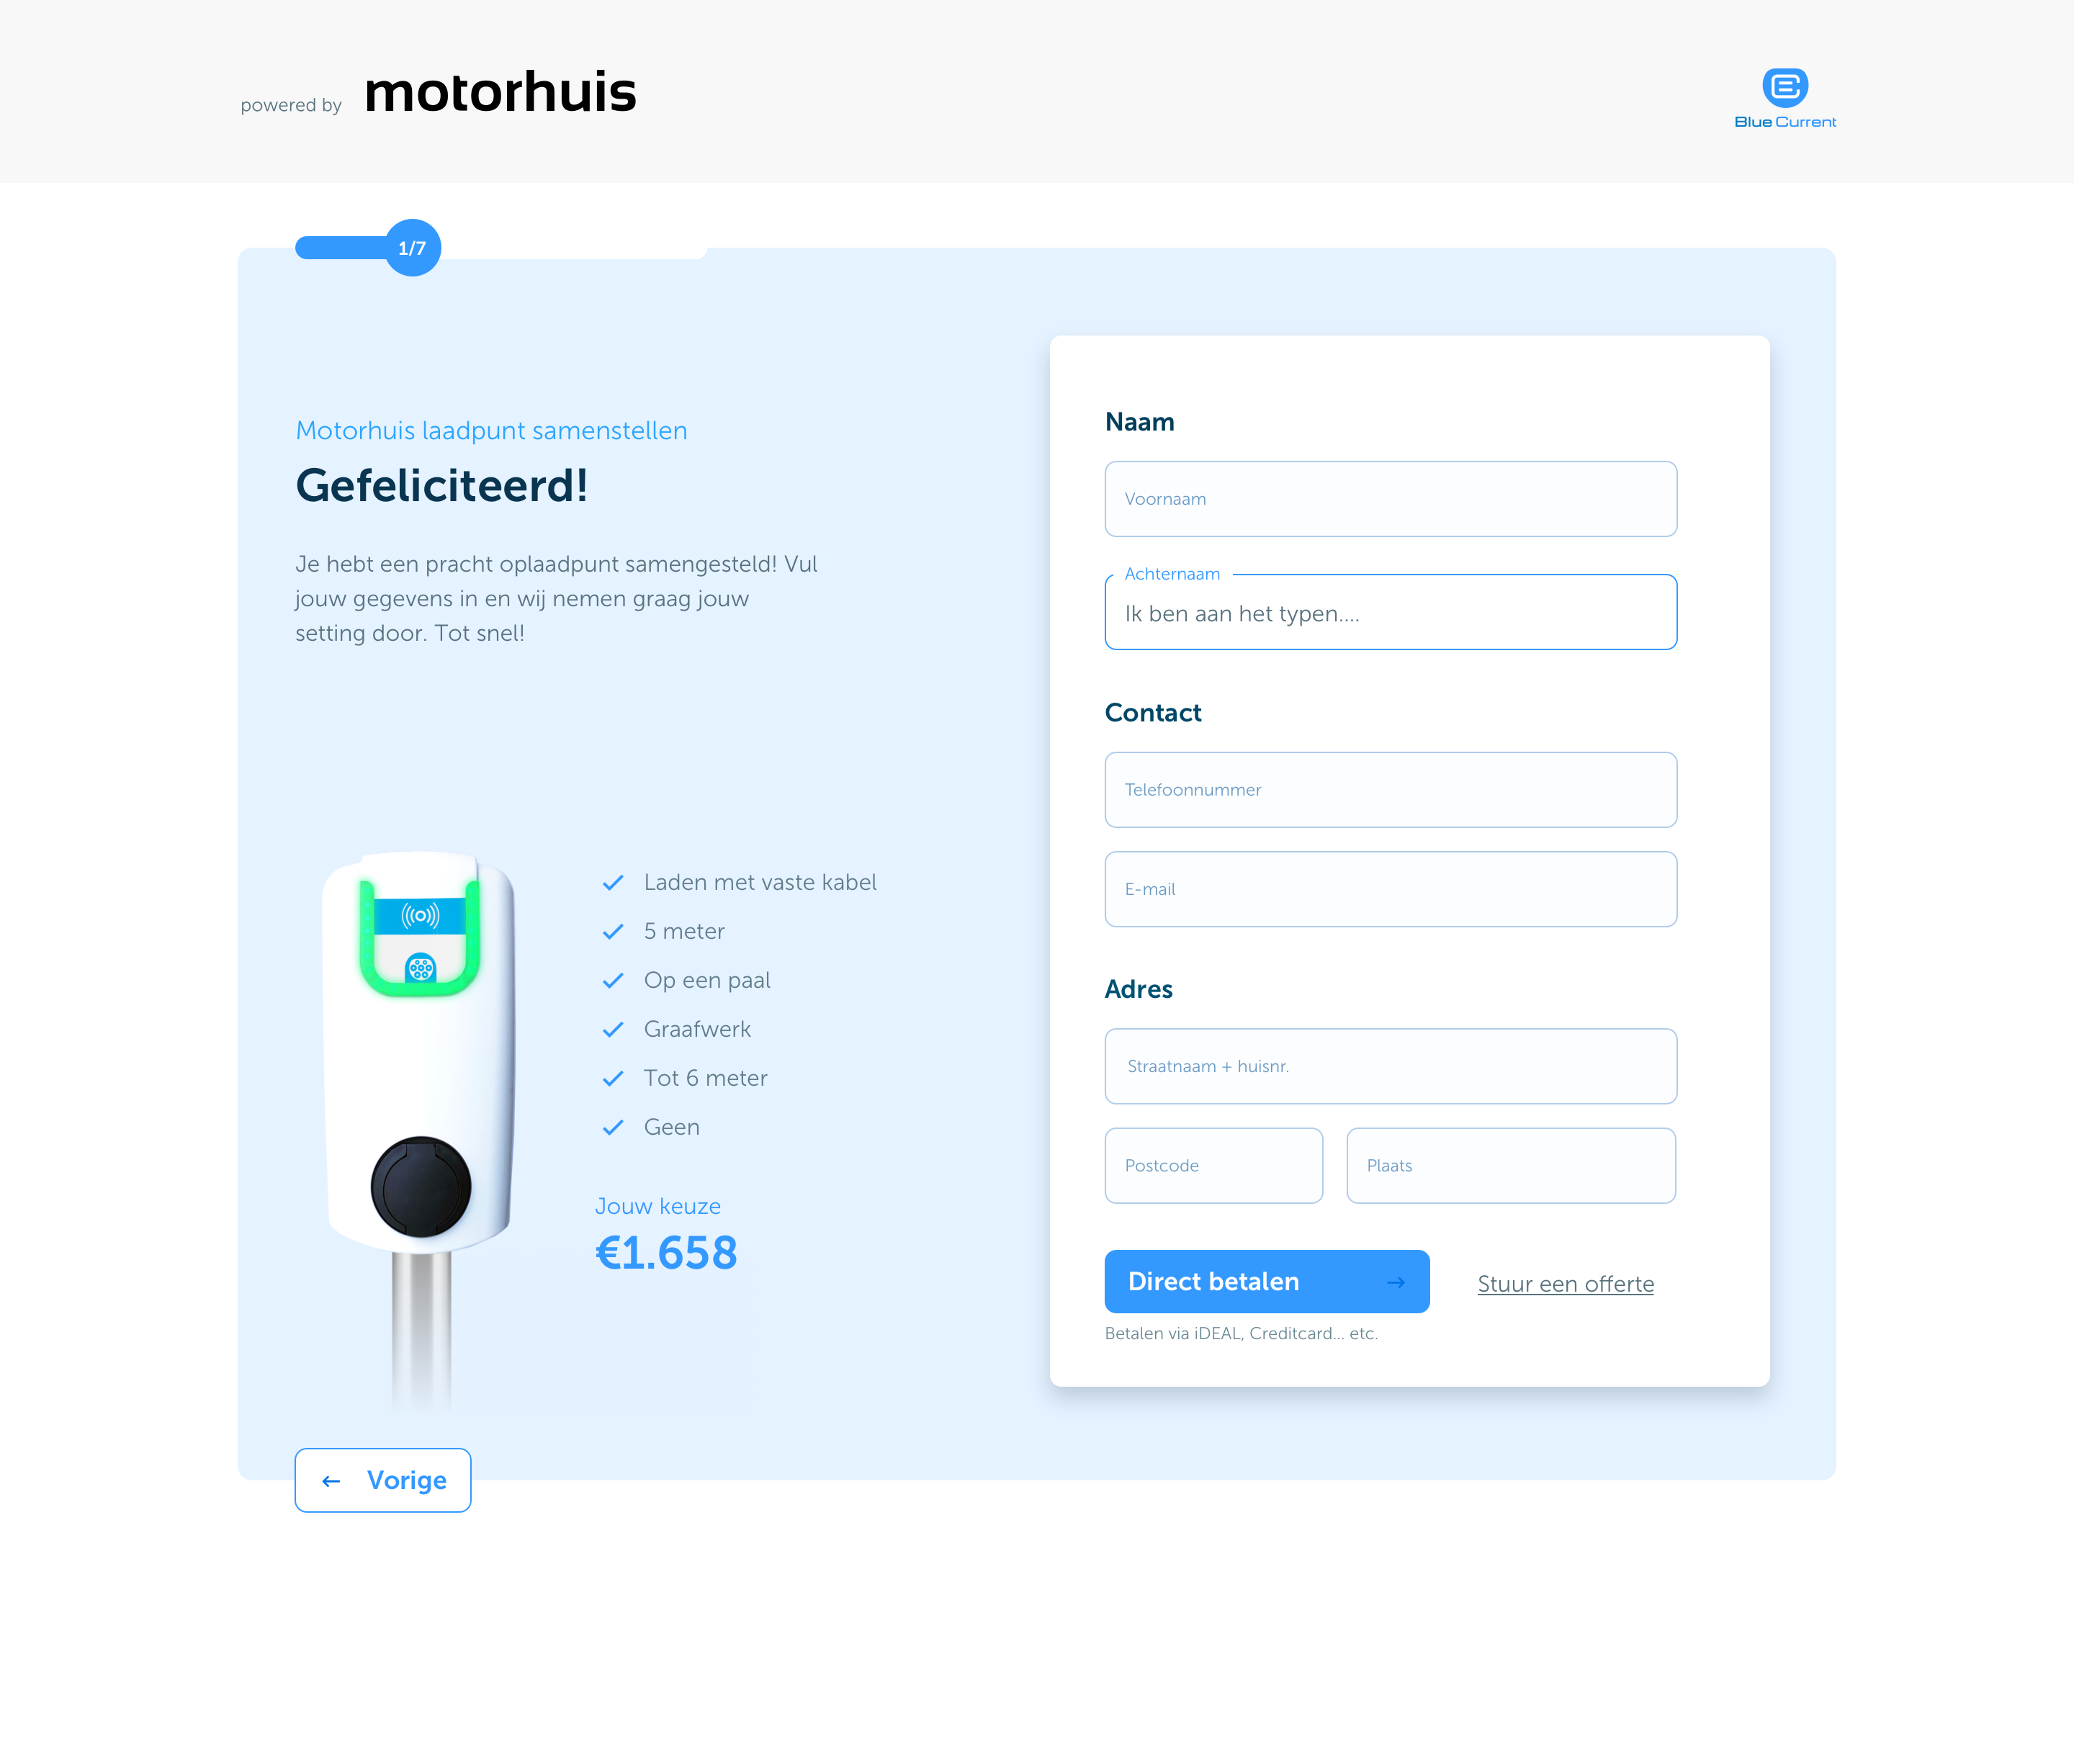 powered by motorhuis
Blue Current
1/7
Motorhuis laadpunt samenstellen
Gefeliciteerd!
Je hebt een pracht oplaadpunt samengesteld! Vul
jouw gegevens in en wij nemen graag jouw
setting door. Tot snel!
Laden met vaste kabel
5 meter
Op een paal
Graafwerk
Tot 6 meter
Geen
Jouw keuze
€1.658
Vorige
Naam
Voornaam
Achternaam
Ik ben aan het typen....
Contact
Telefoonnummer
E-mail
Adres
Straatnaam + huisnr.
Postcode
Plaats
Direct betalen
Stuur een offerte
Betalen via iDEAL, Creditcard... etc.